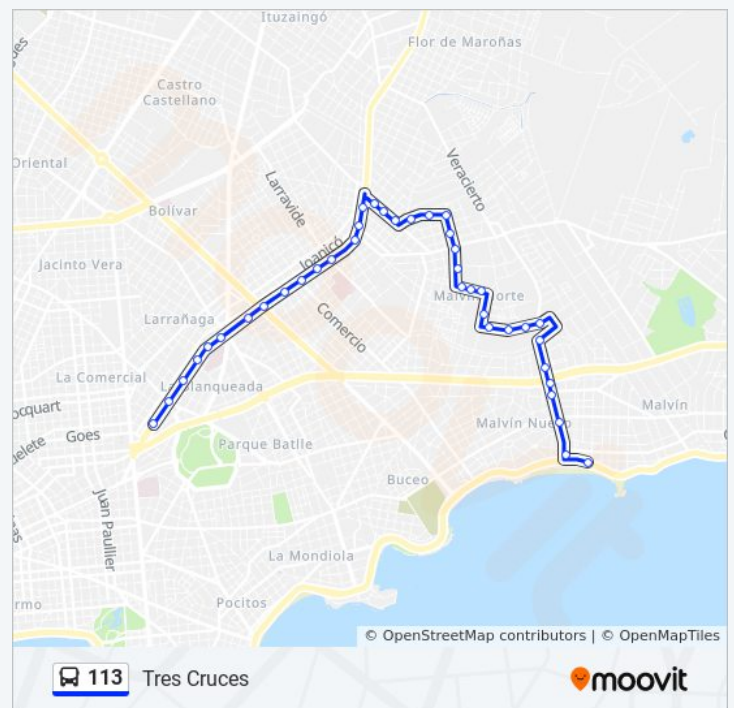 Ituzaingó
Flor de Maroñas
Castro
Castellano
Oriental
Veracierto
Larravide
Bolívar
Joanicó
Jacinto Vera
Malvín Norte
Larrañaga
Comercio
La Comercial
La Blanqueada
ocquart
Malvín
Goes
Malvín Nuevo
Parque Batlle
Buceo
Juan Paullier
La Mondiola
Pocitos
© OpenStreetMap contributors | © OpenMapTiles
113 Tres Cruces
moovit